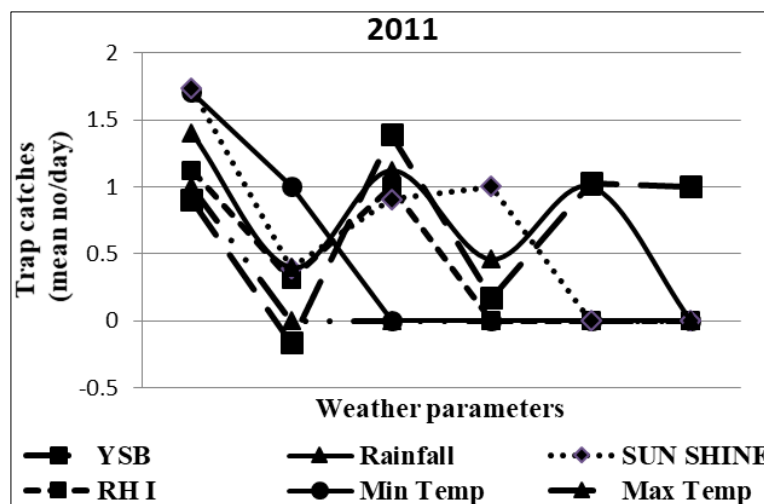 2011
Trap catches
(mean no/day)
2
1.5
1
0.5
0
-0.5
Weather parameters
YSB Rainfall SUN SHINE
RH I Min Temp Max Temp